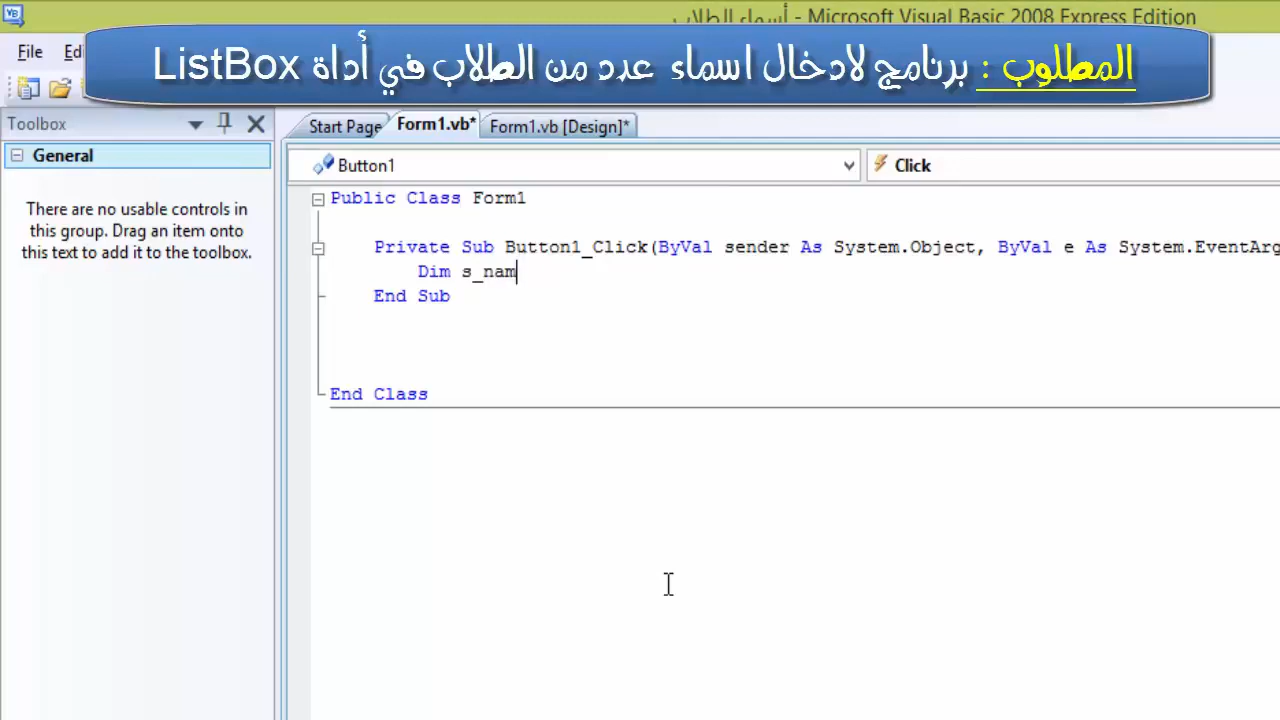 أسماء الطلاب - Microsoft Visual Basic 2008 Express Edition
المطلوب : برنامج لادخال اسماء عدد من الطلاب في أداة ListBox
File Ed
Toolbox
Start Page Form1.vb* Form1.vb [Design]*
General
Button1 Click
There are no usable controls in
this group. Drag an item onto
this text to add it to the toolbox.
Public Class Form1
Private Sub Button1_Click(ByVal sender As System.Object, ByVal e As System.EventArg
Dim s_nam
End Sub
End Class